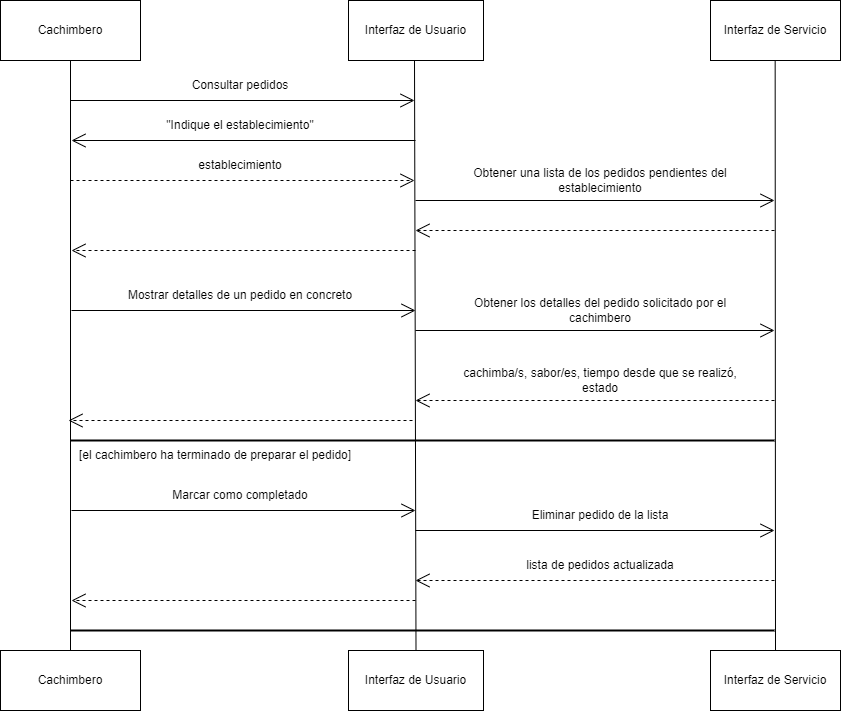 Cachimbero
Interfaz de Usuario
Interfaz de Servicio
Consultar pedidos
"Indique el establecimiento"
establecimiento
Obtener una lista de los pedidos pendientes del
establecimiento
Mostrar detalles de un pedido en concreto
Obtener los detalles del pedido solicitado por el
cachimbero
cachimba/s, sabor/es, tiempo desde que se realizó,
estado
[el cachimbero ha terminado de preparar el pedido]
Marcar como completado
Eliminar pedido de la lista
lista de pedidos actualizada
Cachimbero
Interfaz de Usuario
Interfaz de Servicio